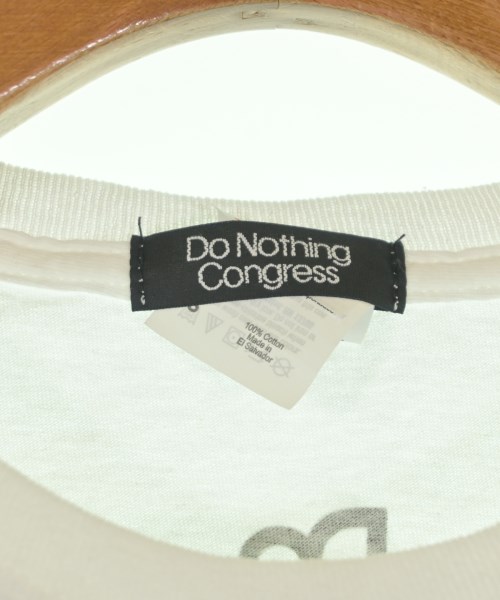 Do Nothing
Congress
100% Cotton
Made in
El Salvador